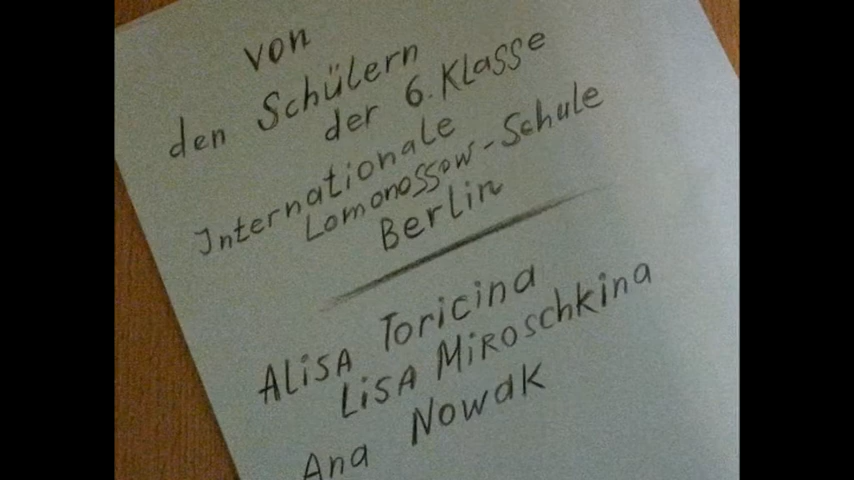 von
den Schülern
der 6. Klasse
Internationale
Lomonossow-Schule
Berlin
Alisa Toricina
Lisa Miroschkina
Ana Nowak